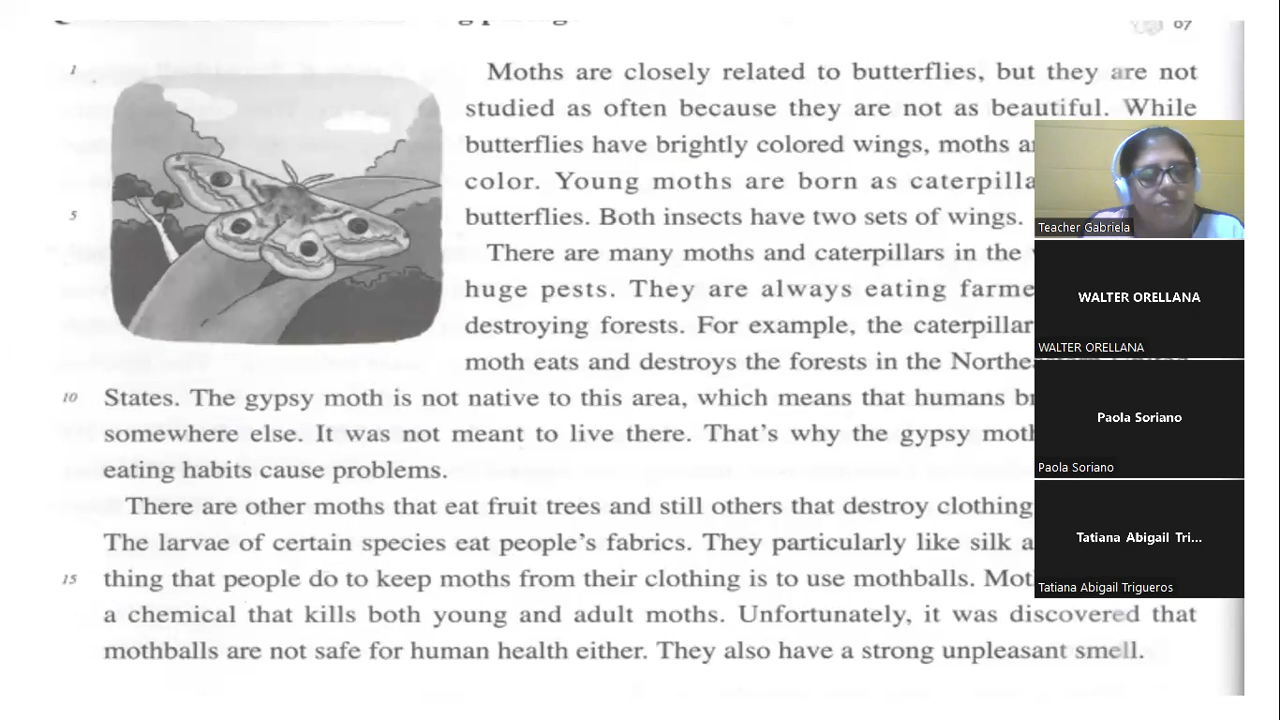 07
1
Moths are closely related to butterflies, but they are not
studied as often because they are not as beautiful. While
butterflies have brightly colored wings, moths
color. Young moths are born as
5
butterflies. Both insects have two sets of wings.
There are many moths and caterpillars in the
huge pests. They are always eating
destroying forests. For example, the
moth eats and destroys the forests in the
10
States. The gypsy moth is not native to this area, which means that humans
somewhere else. It was not meant to live there. That's why the gypsy
eating habits cause problems.
There are other moths that eat fruit trees and still others that destroy clothing
The larvae of certain species eat people's fabrics. They particularly like silk
15
thing that people do to keep moths from their clothing is to use mothballs.
a chemical that kills both young and adult moths. Unfortunately, it was discovered that
mothballs are not safe for human health either. They also have a strong unpleasant smell.
Teacher Gabriela
WALTER ORELLANA
WALTER ORELLANA
Paola Soriano
Paola Soriano
Tatiana Abigail Tri...
Tatiana Abigail Trigueros